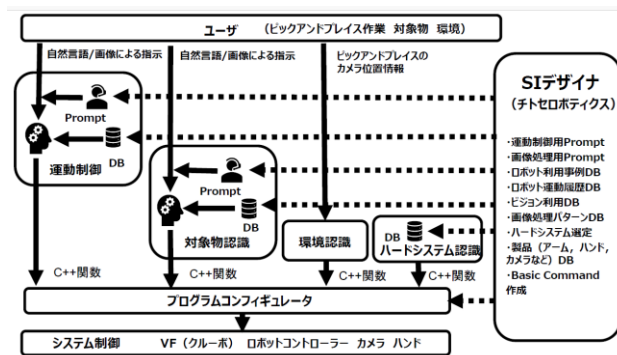 ユーザ （ピックアンドプレイス作業 対象物 環境）
自然言語/画像による指示
自然言語/画像による指示
ピックアンドプレイスの
カメラ位置情報
Prompt
DB
運動制御
Prompt
DB
対象物認識
環境認識
DB
ハードシステム認識
C++関数
C++関数
C++関数
C++関数
プログラムコンフィギュレータ
システム制御 VF（クルーボ） ロボットコントローラー カメラ ハンド
SIデザイナ
（チトセロボティクス）
・運動制御用Prompt
・画像処理用Prompt
・ロボット利用事例DB
・ロボット運動履歴DB
・ビジョン利用DB
・画像処理パターンDB
・ハードシステム選定
・製品（アーム，ハンド，
カメラなど）DB
・Basic Command
作成